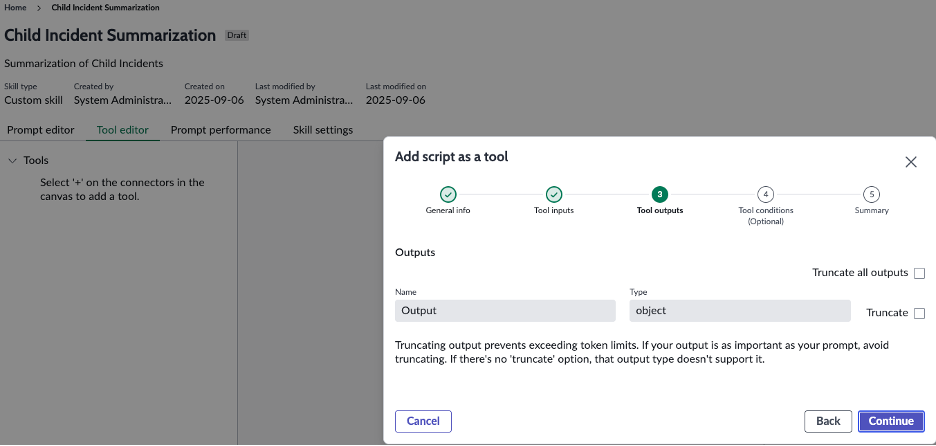 Home > Child Incident Summarization
Child Incident Summarization Draft
Summarization of Child Incidents
Skill type Created by Created on Last modified by Last modified on
Custom skill System Administra... 2025-09-06 System Administra... 2025-09-06
Prompt editor Tool editor Prompt performance Skill settings
Tools
Select '+' on the connectors in the
canvas to add a tool.
Add script as a tool
3 4 5
General info Tool inputs Tool outputs Tool conditions Summary
(Optional)
Outputs
Truncate all outputs
Name Type
Output object Truncate
Truncating output prevents exceeding token limits. If your output is as important as your prompt, avoid
truncating. If there's no 'truncate' option, that output type doesn't support it.
Cancel Back Continue